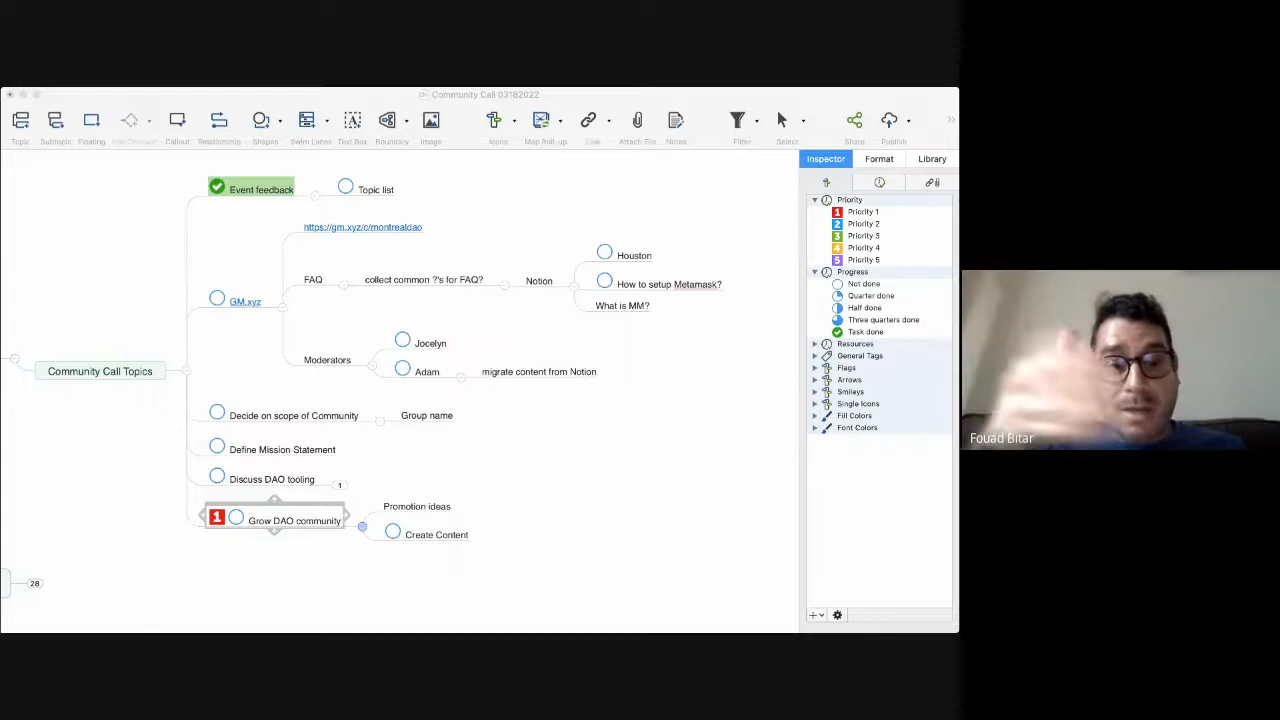 Community Call 03182022
Topic Subtopic Floating Callout Relationship Shapes Swim Lanes Text Box Boundary Image Icons Map Roll-up Link Attach File Notes Filter Select Share Publish
Inspector Format Library
Event feedback Topic list
https://gm.xyz/c/montrealdao
Houston
FAQ collect common ?'s for FAQ? Notion How to setup Metamask?
What is MM?
GM.xyz
Jocelyn
Moderators
Adam migrate content from Notion
Community Call Topics
Decide on scope of Community Group name
Define Mission Statement
Discuss DAO tooling 1
Promotion ideas
1 Grow DAO community
Create Content
28
Priority
1 Priority 1
2 Priority 2
3 Priority 3
4 Priority 4
5 Priority 5
Progress
Not done
Quarter done
Half done
Three quarters done
Task done
Resources
General Tags
Flags
Arrows
Smileys
Single Icons
Fill Colors
Font Colors
Fouad Bitar